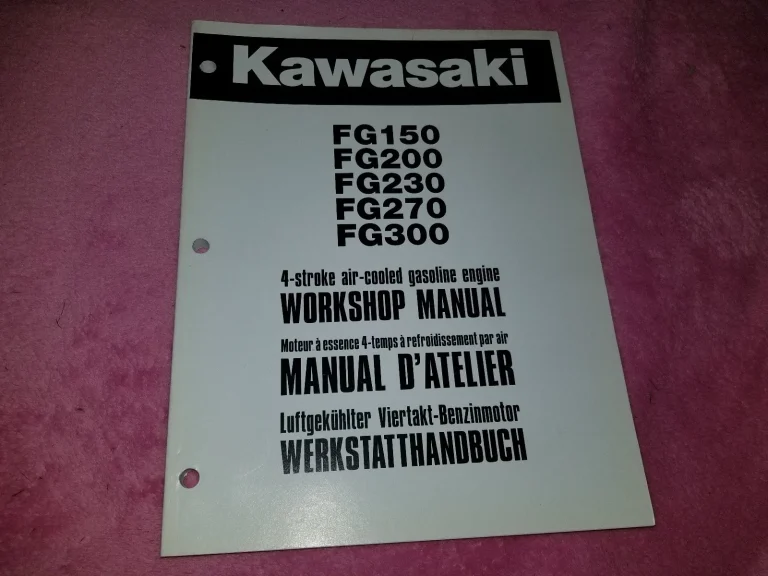 Kawasaki
FG150
FG200
FG230
FG270
FG300
4-stroke air-cooled gasoline engine
WORKSHOP MANUAL
Moteur à essence 4-temps à refroidissement par air
MANUAL D'ATELIER
Luftgekühlter Viertakt-Benzinmotor
WERKSTATTHANDBUCH